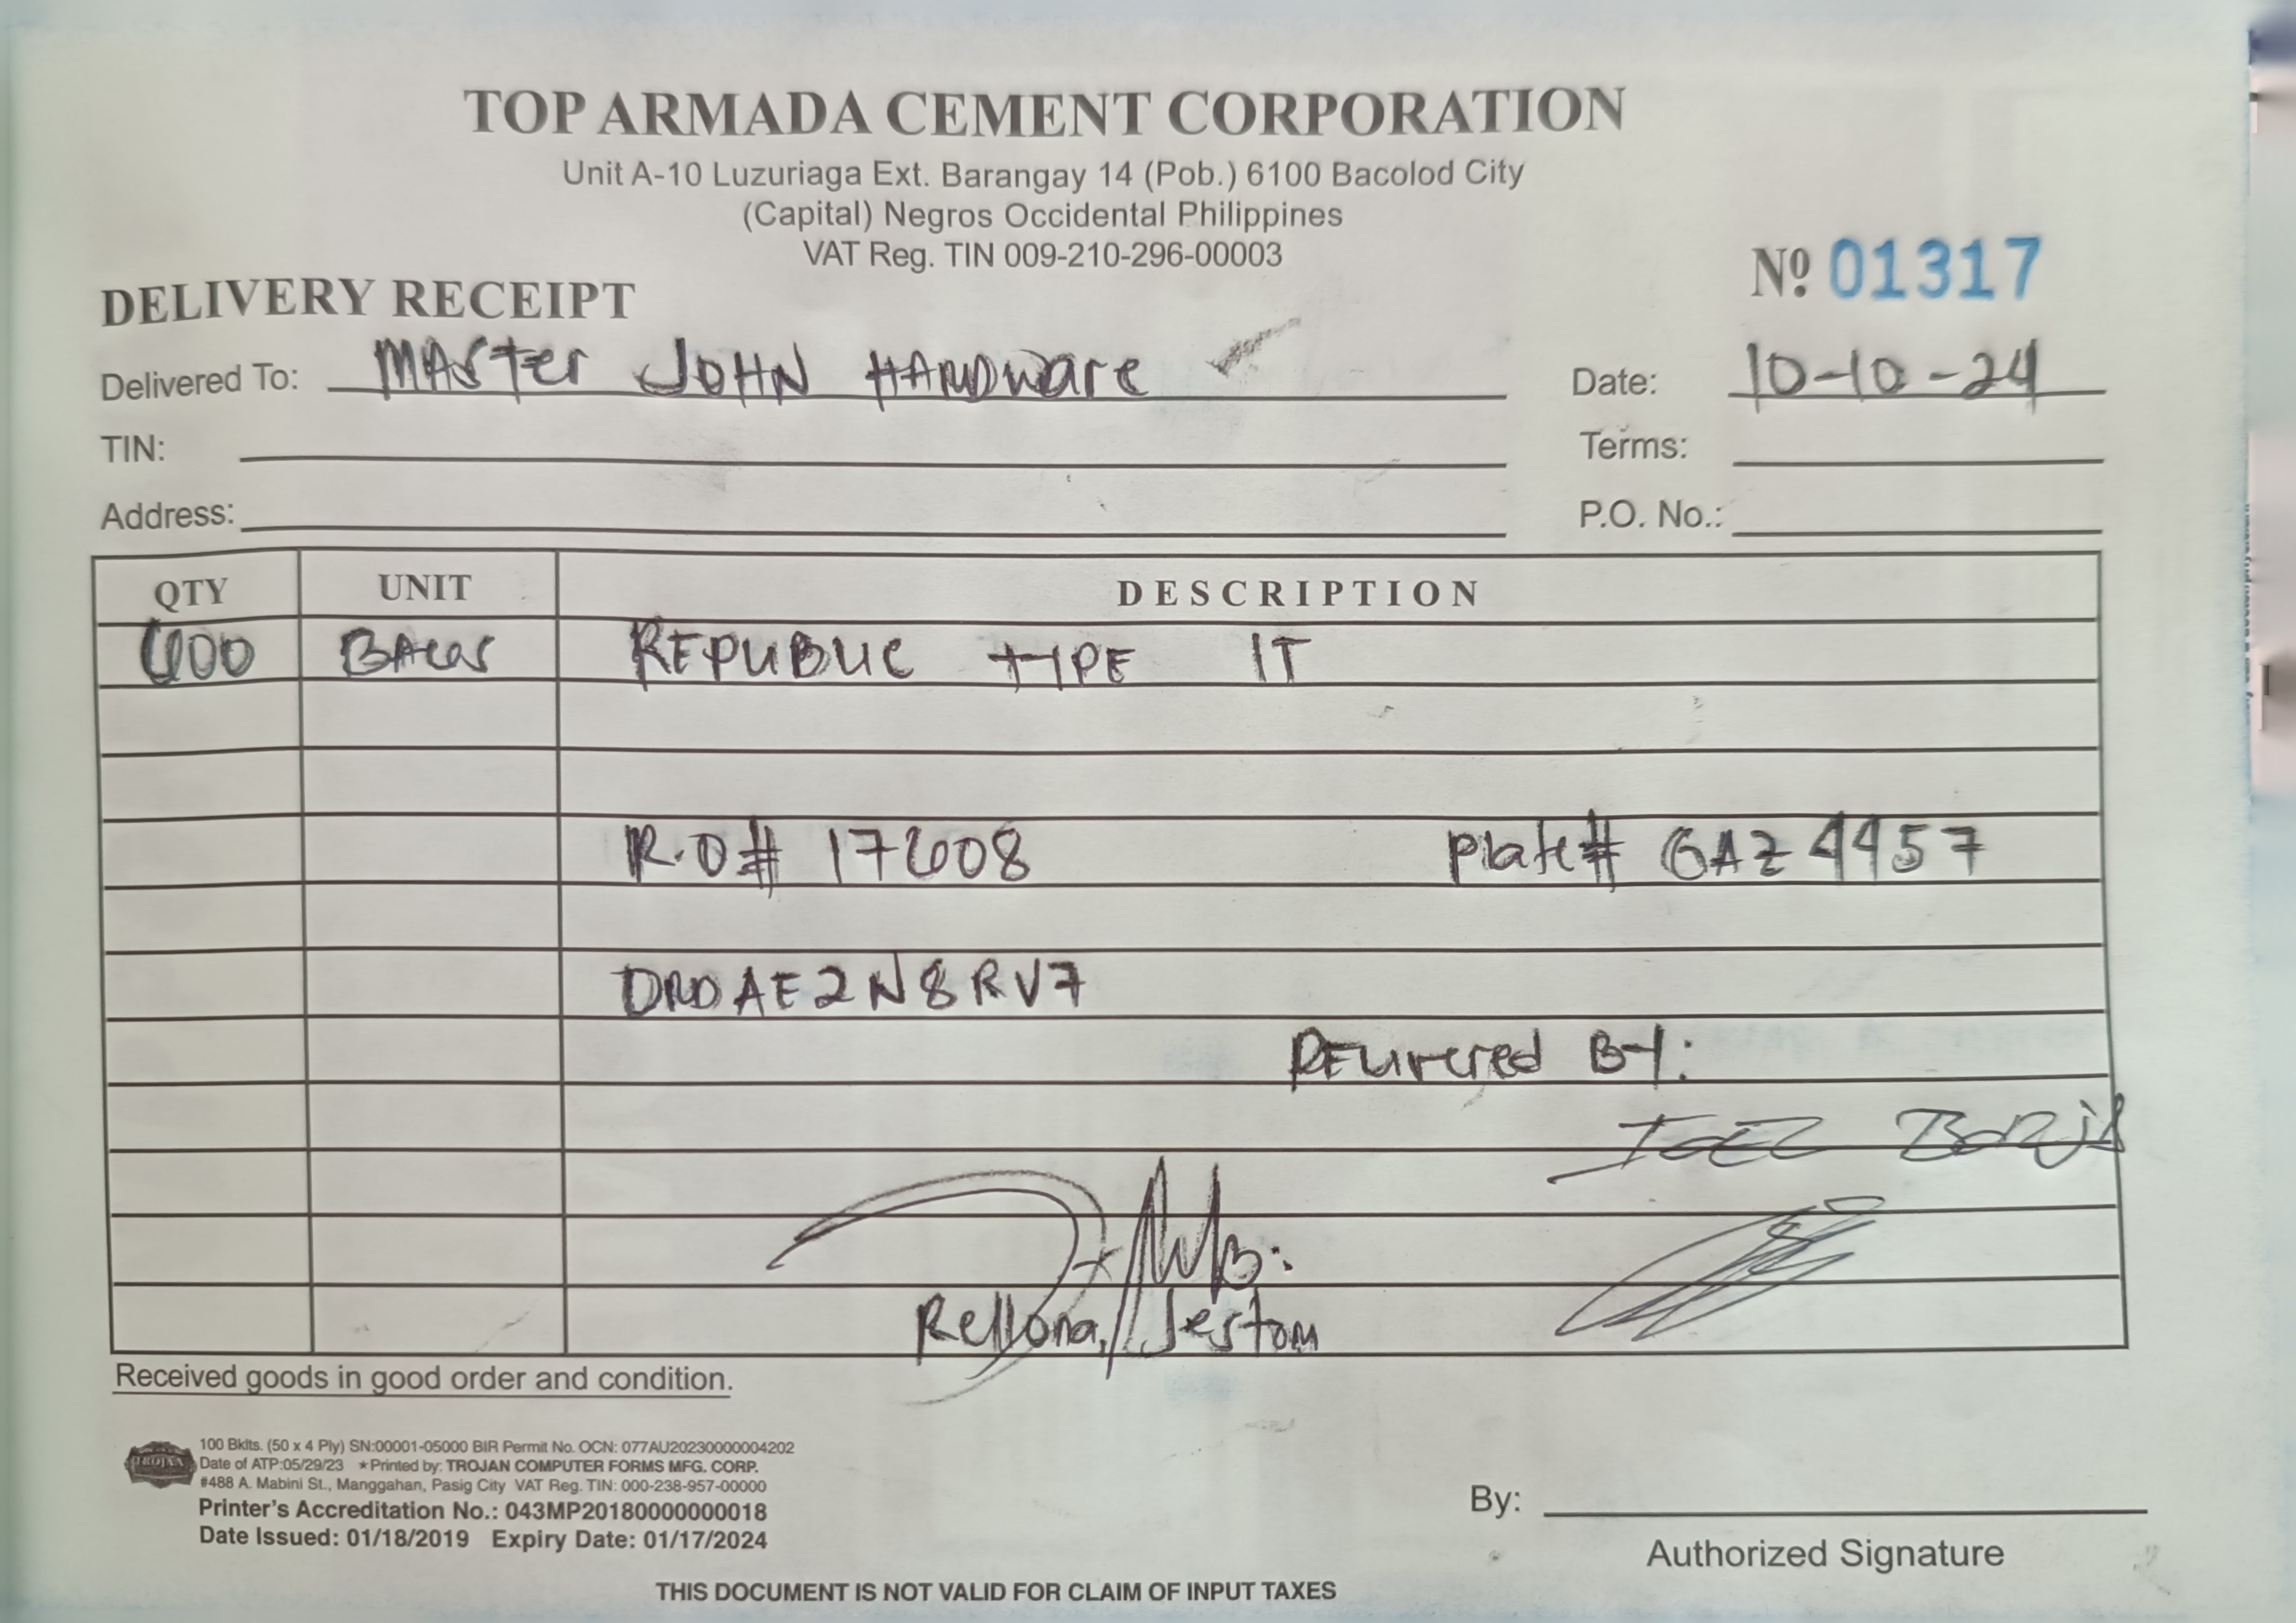 TOP ARMADA CEMENT CORPORATION
Unit A-10 Luzuriaga Ext. Barangay 14 (Pob.) 6100 Bacolod City
(Capital) Negros Occidental Philippines
VAT Reg. TIN 009-210-296-00003
DELIVERY RECEIPT Nº 01317
Delivered To: MASTER JOHN HARDWARE Date: 10-10-24
TIN: Terms:
Address: P.O. No.:
QTY UNIT DESCRIPTION
600 BAGS REPUBLIC TYPE IT
R.O# 17608 Plate# GAZ 4457
DRDAE2N8RV7
DELIVERED BY:
Rellona, Jestom
Received goods in good order and condition.
TROJAN
100 Bklts. (50 x 4 Ply) SN:00001-05000 BIR Permit No. OCN: 077AU20230000004202
Date of ATP:05/29/23 ★Printed by: TROJAN COMPUTER FORMS MFG. CORP.
#488 A. Mabini St., Manggahan, Pasig City VAT Reg. TIN: 000-238-957-00000
Printer's Accreditation No.: 043MP20180000000018
Date Issued: 01/18/2019 Expiry Date: 01/17/2024
By:
Authorized Signature
THIS DOCUMENT IS NOT VALID FOR CLAIM OF INPUT TAXES